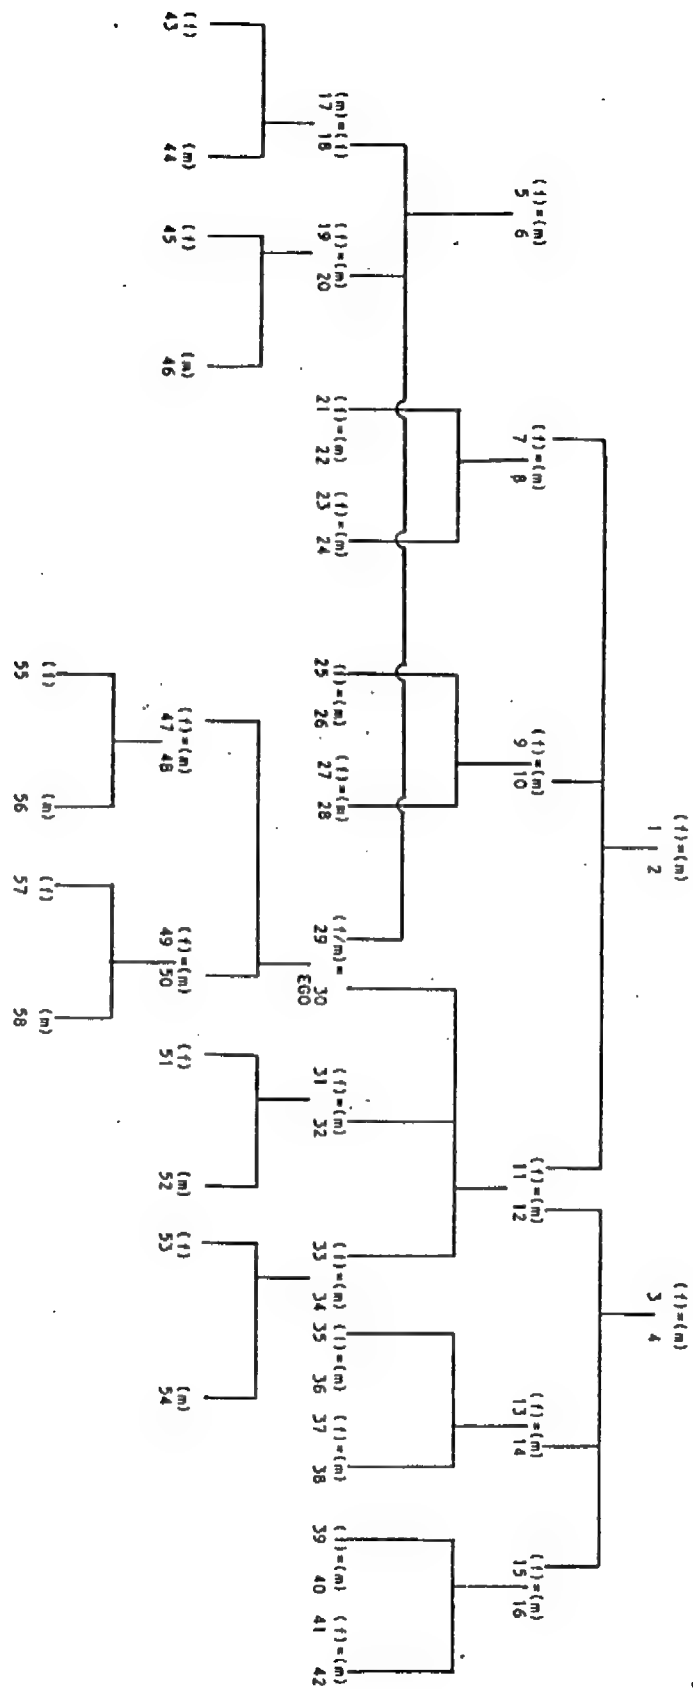 (f)=(m) (f)=(m)
1 2 3 4
(f)=(m) (f)=(m) (f)=(m) (f)=(m) (f)=(m) (f)=(m)
5 6 7 8 9 10 11 12 13 14 15 16
(m)=(f) (f)=(m) (f)=(m) (f)=(m) (f)=(m) (f)=(m) (f/m)= (f)=(m) (f)=(m) (f)=(m) (f)=(m) (f)=(m) (f)=(m)
17 18 19 20 21 22 23 24 25 26 27 28 29 30 31 32 33 34 35 36 37 38 39 40 41 42
EGO
(f) (m) (f) (m) (f)=(m) (f)=(m) (f) (m) (f) (m)
43 44 45 46 47 48 49 50 51 52 53 54
(f) (m) (f) (m)
55 56 57 58